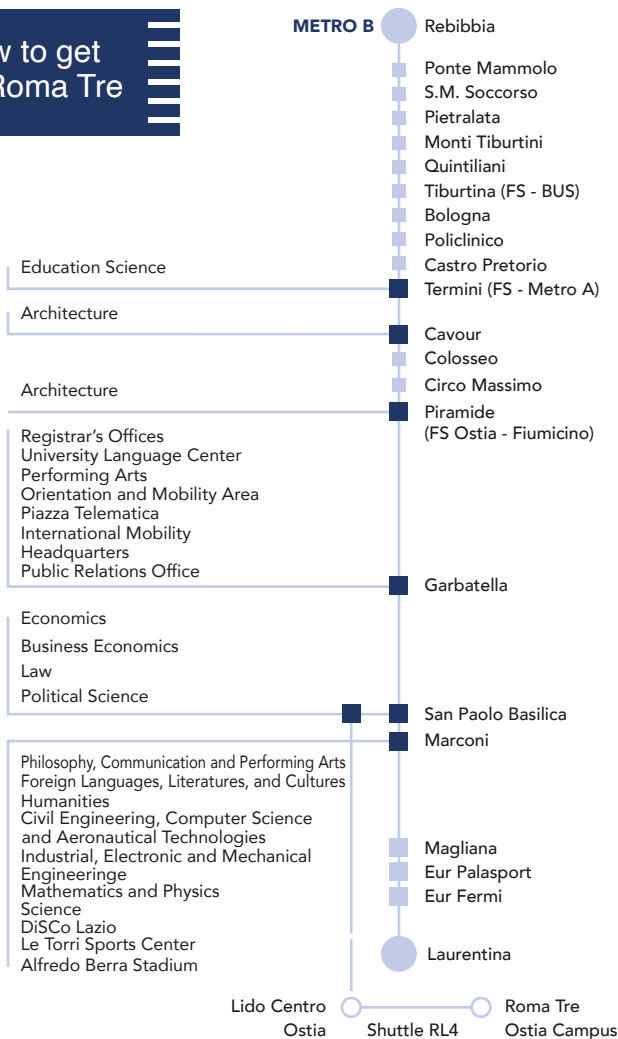 to get
Roma Tre
METRO B
Rebibbia
Ponte Mammolo
S.M. Soccorso
Pietralata
Monti Tiburtini
Quintiliani
Tiburtina (FS - BUS)
Bologna
Policlinico
Castro Pretorio
Education Science
Termini (FS - Metro A)
Architecture
Cavour
Colosseo
Circo Massimo
Architecture
Piramide
(FS Ostia - Fiumicino)
Registrar's Offices
University Language Center
Performing Arts
Orientation and Mobility Area
Piazza Telematica
International Mobility
Headquarters
Public Relations Office
Garbatella
Economics
Business Economics
Law
Political Science
San Paolo Basilica
Marconi
Philosophy, Communication and Performing Arts
Foreign Languages, Literatures, and Cultures
Humanities
Civil Engineering, Computer Science
and Aeronautical Technologies
Industrial, Electronic and Mechanical
Engineeringe
Mathematics and Physics
Science
DiSCo Lazio
Le Torri Sports Center
Alfredo Berra Stadium
Magliana
Eur Palasport
Eur Fermi
Laurentina
Lido Centro
Ostia
Shuttle RL4
Roma Tre
Ostia Campus